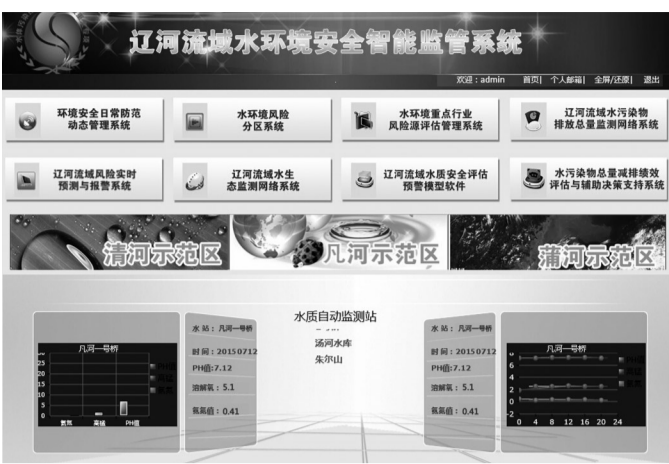 辽河流域水环境安全智能监管系统
欢迎：admin 首页| 个人邮箱| 全屏/还原| 退出
环境安全日常防范
动态管理系统
水环境风险
分区系统
水环境重点行业
风险源评估管理系统
辽河流域水污染物
排放总量监测网络系统
辽河流域风险实时
预测与报警系统
辽河流域水生
态监测网络系统
辽河流域水质安全评估
预警模型软件
水污染物总量减排绩效
评估与辅助决策支持系统
清河示范区
凡河示范区
蒲河示范区
水质自动监测站
汤河水库
朱尔山
凡河一号桥
25
20
15
10
5
0
氨氮 高锰 PH值
水 站：凡河一号桥
时 间：20150712
PH值:7.12
溶解氧：5.1
氨氮值：0.41
水 站：凡河一号桥
时 间：20150712
PH值:7.12
溶解氧：5.1
氨氮值：0.41
凡河一号桥
6
4
2
0
-2
0 4 8 12 16 20 24